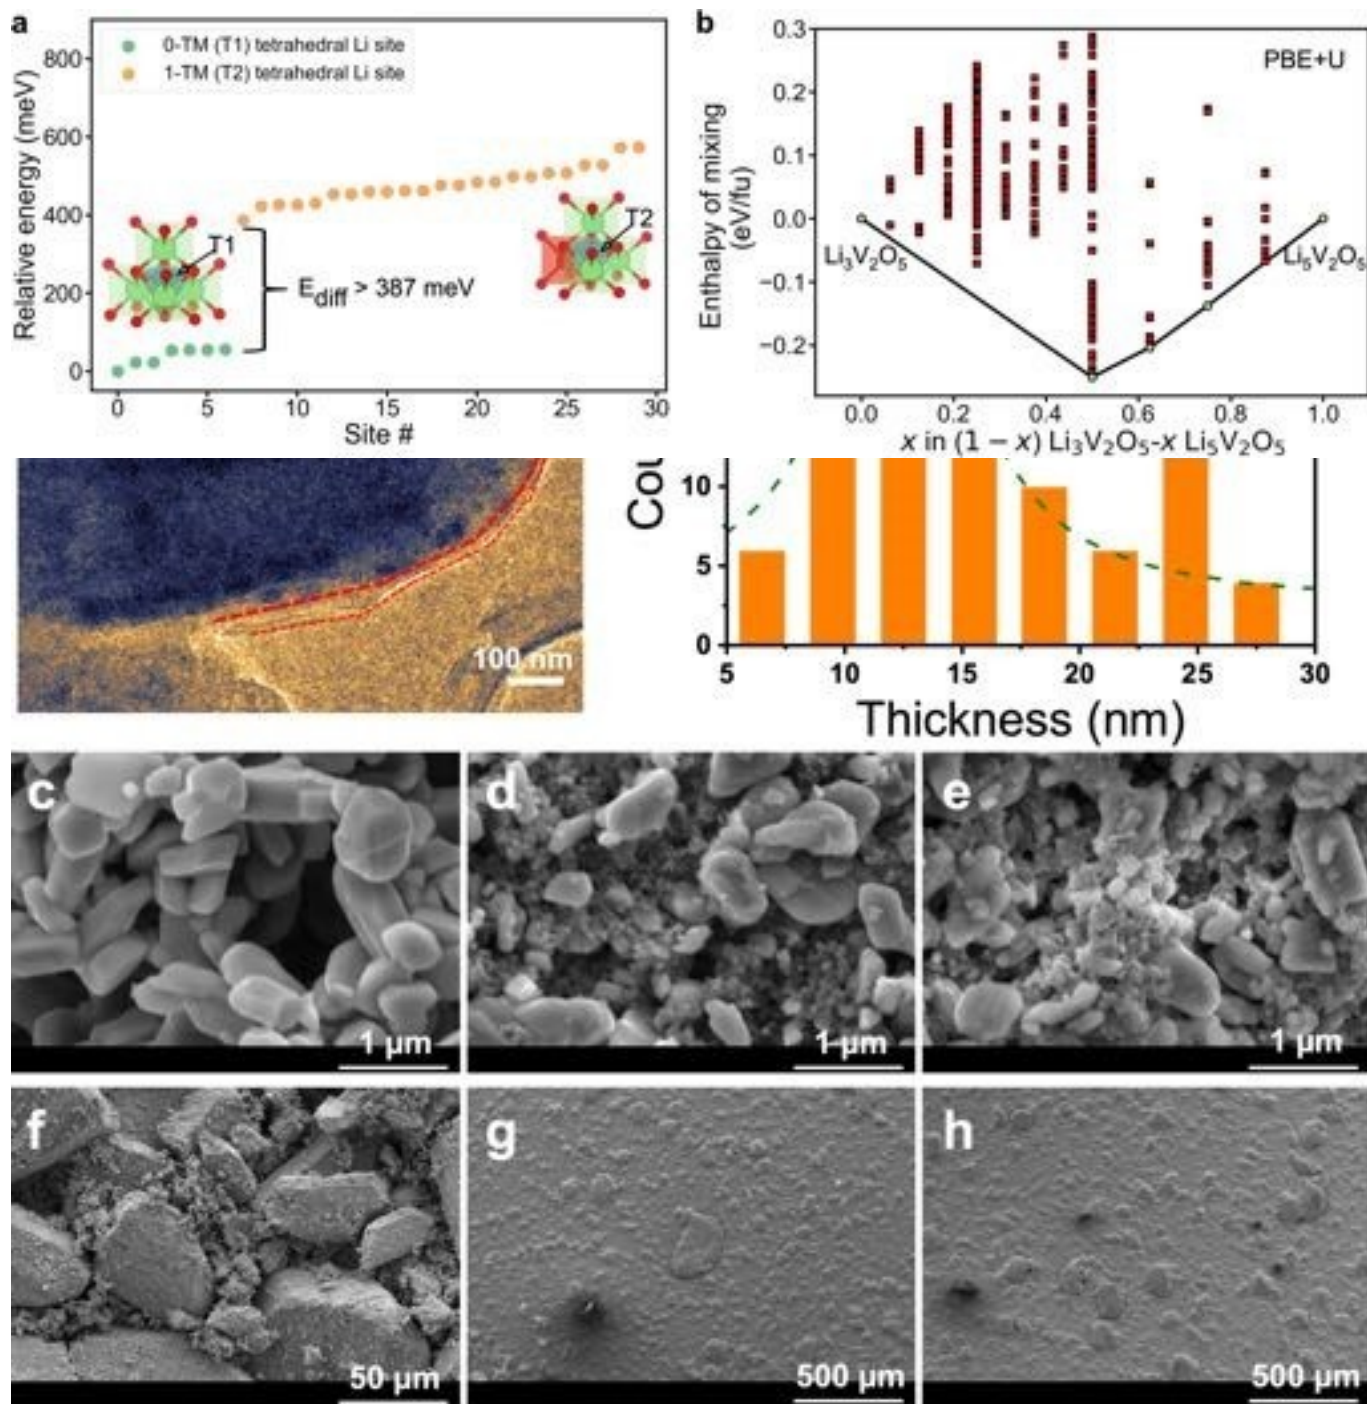 a
0-TM (T1) tetrahedral Li site
1-TM (T2) tetrahedral Li site
Relative energy (meV)
800
600
400
200
0
T1
T2
E_diff > 387 meV
0 5 10 15 20 25 30
Site #
b
PBE+U
Enthalpy of mixing
(eV/fu)
0.3
0.2
0.1
0.0
−0.1
−0.2
Li₃V₂O₅
Li₅V₂O₅
0.0 0.2 0.4 0.6 0.8 1.0
x in (1 − x) Li₃V₂O₅-x Li₅V₂O₅
100 nm
Cou
10
5
0
5 10 15 20 25 30
Thickness (nm)
c
1 µm
d
1 µm
e
1 µm
f
50 µm
g
500 µm
h
500 µm